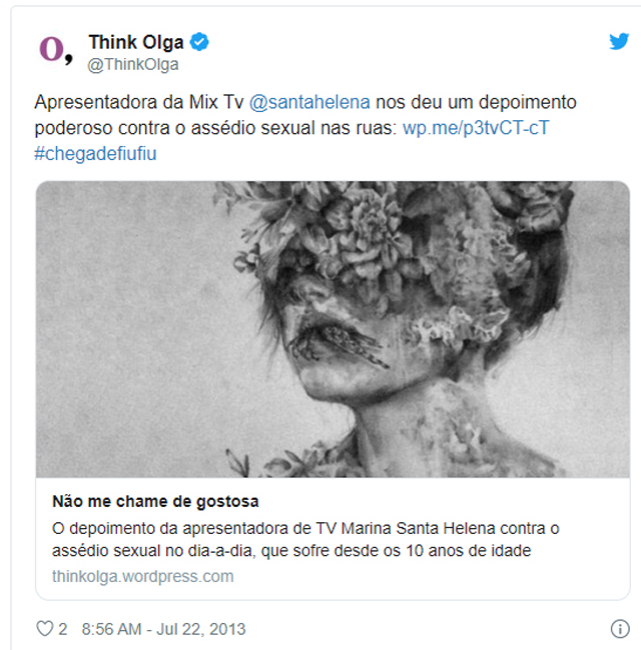 Think Olga
@ThinkOlga
Apresentadora da Mix Tv @santahelena nos deu um depoimento
poderoso contra o assédio sexual nas ruas: wp.me/p3tvCT-cT
#chegadefiufiu
Não me chame de gostosa
O depoimento da apresentadora de TV Marina Santa Helena contra o
assédio sexual no dia-a-dia, que sofre desde os 10 anos de idade
thinkolga.wordpress.com
2 8:56 AM - Jul 22, 2013